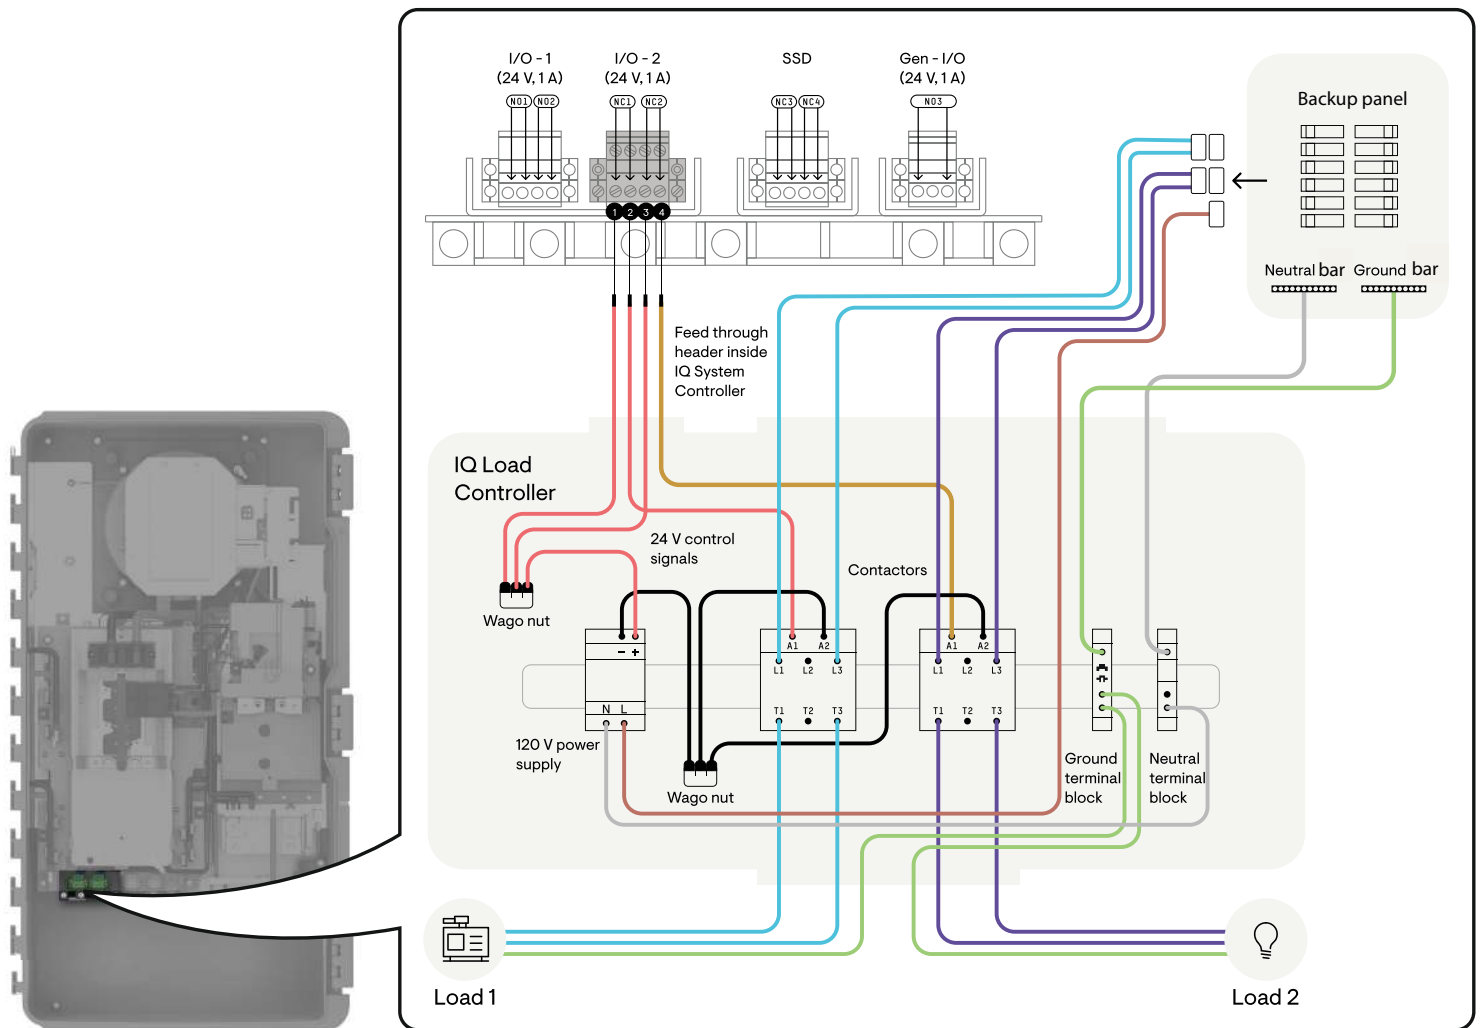 I/O - 1
(24 V, 1 A)
I/O - 2
(24 V, 1 A)
SSD
Gen - I/O
(24 V, 1 A)
NO1 NO2
NC1 NC2
NC3 NC4
NO3
Backup panel
Neutral bar
Ground bar
1 2 3 4
Feed through
header inside
IQ System
Controller
IQ Load
Controller
24 V control
signals
Contactors
Wago nut
- +
N L
120 V power
supply
A1 A2
L1 L2 L3
T1 T2 T3
A1 A2
L1 L2 L3
T1 T2 T3
Wago nut
Ground
terminal
block
Neutral
terminal
block
Load 1
Load 2